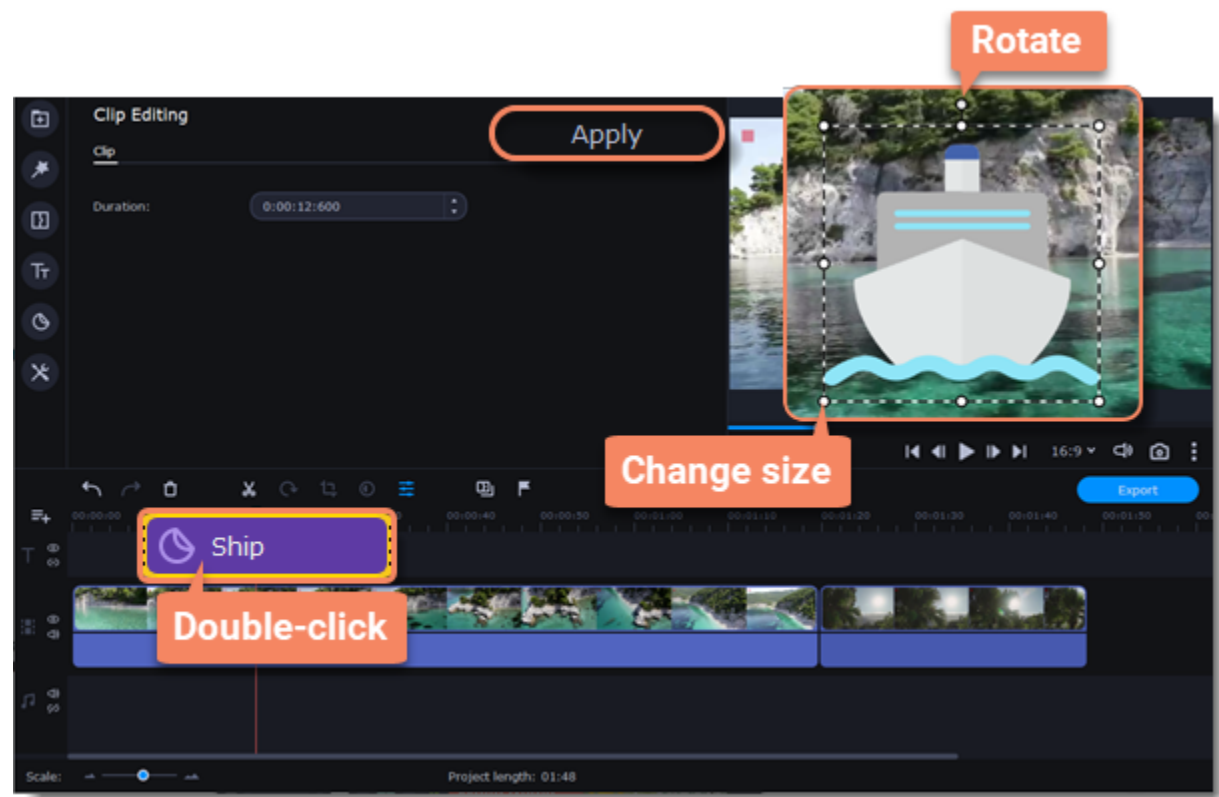 Rotate
Clip Editing
Apply
Clip
Duration:
0:00:12:600
Tт
Change size
16:9
Export
00:00:00
00:00:40
00:00:50
00:01:00
00:01:10
00:01:20
00:01:30
00:01:40
00:01:50
T
Ship
Double-click
Scale:
Project length: 01:48